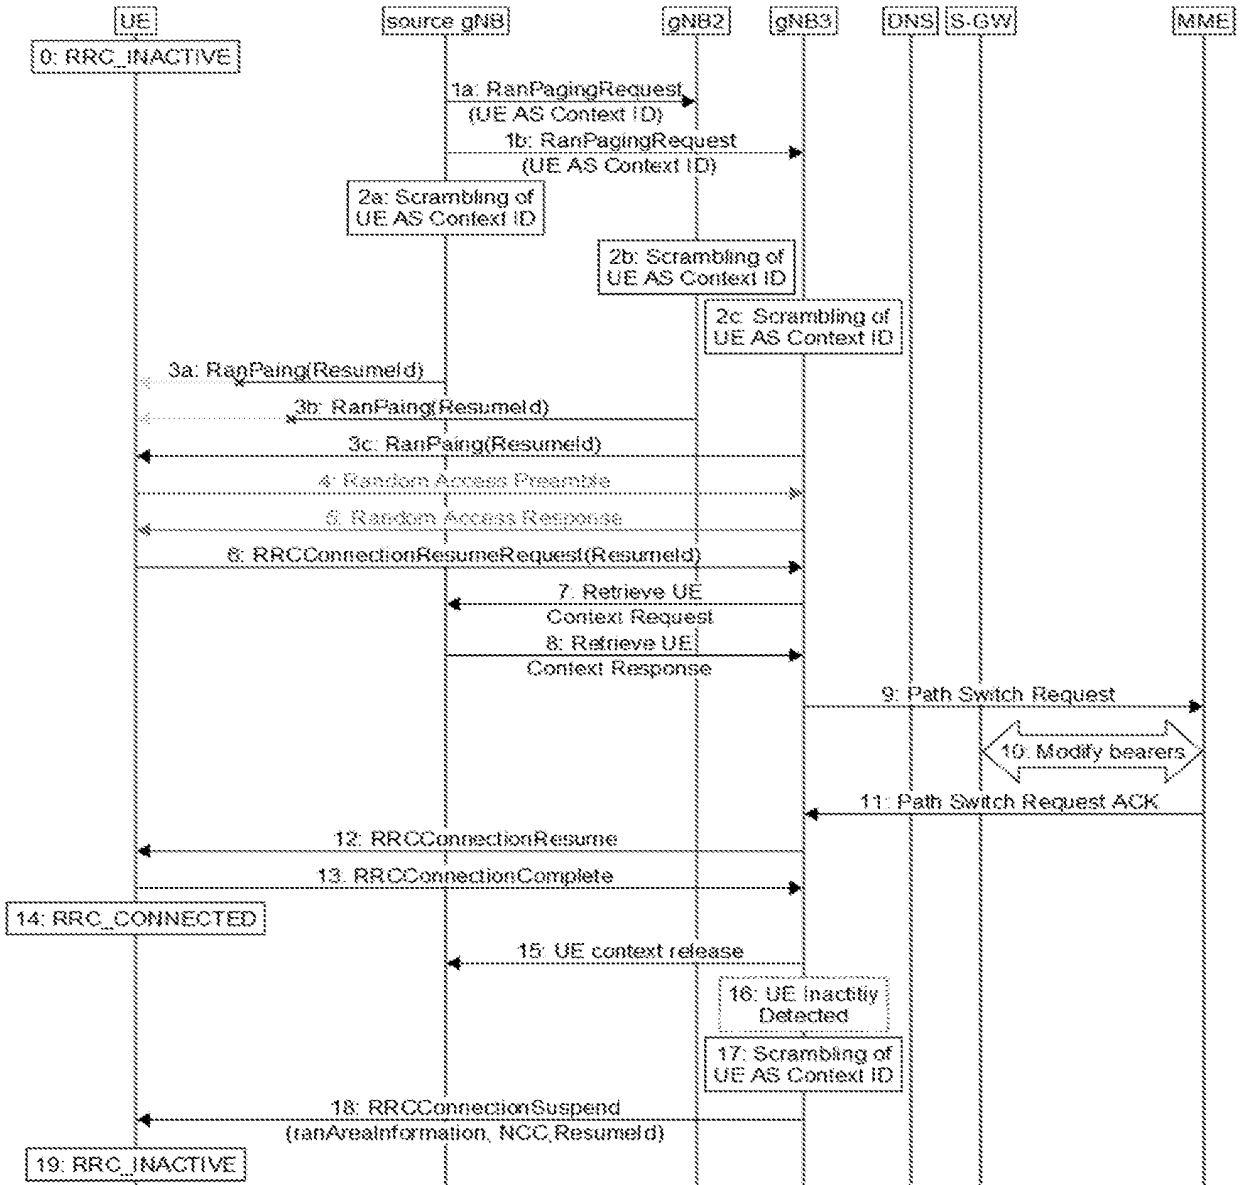 UE source gNB gNB2 gNB3 DNS S-GW MME
0: RRC_INACTIVE
1a: RanPagingRequest
(UE AS Context ID)
1b: RanPagingRequest
(UE AS Context ID)
2a: Scrambling of
UE AS Context ID
2b: Scrambling of
UE AS Context ID
2c: Scrambling of
UE AS Context ID
3a: RanPaing(ResumeId)
3b: RanPaing(ResumeId)
3c: RanPaing(ResumeId)
4: Random Access Preamble
5: Random Access Response
6: RRCConnectionResumeRequest(ResumeId)
7: Retrieve UE
Context Request
8: Retrieve UE
Context Response
9: Path Switch Request
10: Modify bearers
11: Path Switch Request ACK
12: RRCConnectionResume
13: RRCConnectionComplete
14: RRC_CONNECTED
15: UE context release
16: UE Inactitiy
Detected
17: Scrambling of
UE AS Context ID
18: RRCConnectionSuspend
(ranAreaInformation, NCC,ResumeId)
19: RRC_INACTIVE